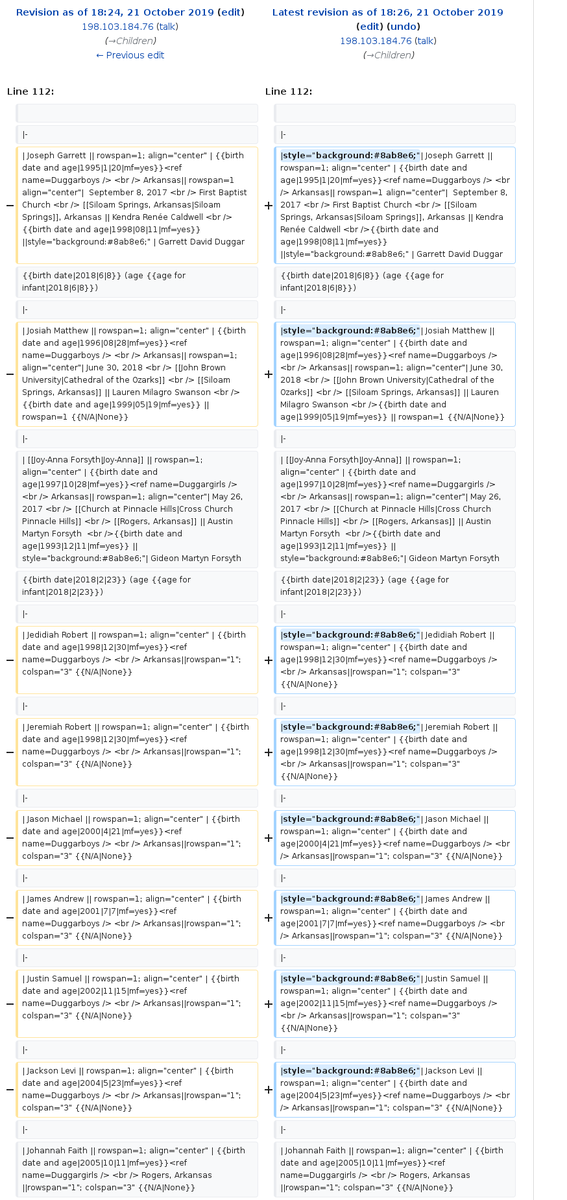 Revision as of 18:24, 21 October 2019 (edit)
198.103.184.76 (talk)
(→Children)
← Previous edit
Latest revision as of 18:26, 21 October 2019
(edit) (undo)
198.103.184.76 (talk)
(→Children)
Line 112:
Line 112:
|-
|-
−
| Joseph Garrett || rowspan=1; align="center" | {{birth
date and age|1995|1|20|mf=yes}}<ref
name=Duggarboys /> <br /> Arkansas|| rowspan=1
align="center"|  September 8, 2017 <br /> First Baptist
Church <br /> [[Siloam Springs, Arkansas|Siloam
Springs]], Arkansas || Kendra Renée Caldwell <br />
{{birth date and age|1998|08|11|mf=yes}}
||style="background:#8ab8e6;" | Garrett David Duggar
+
|style="background:#8ab8e6;"| Joseph Garrett ||
rowspan=1; align="center" | {{birth date and
age|1995|1|20|mf=yes}}<ref name=Duggarboys />
<br /> Arkansas|| rowspan=1 align="center"|  September 8,
2017 <br /> First Baptist Church <br /> [[Siloam
Springs, Arkansas|Siloam Springs]], Arkansas || Kendra
Renée Caldwell <br />{{birth date and
age|1998|08|11|mf=yes}}
||style="background:#8ab8e6;" | Garrett David Duggar
{{birth date|2018|6|8}} (age {{age for
infant|2018|6|8}})
{{birth date|2018|6|8}} (age {{age for
infant|2018|6|8}})
|-
|-
−
| Josiah Matthew || rowspan=1; align="center" | {{birth
date and age|1996|08|28|mf=yes}}<ref
name=Duggarboys /> <br /> Arkansas|| rowspan=1;
align="center"| June 30, 2018 <br /> [[John Brown
University|Cathedral of the Ozarks]] <br /> [[Siloam
Springs, Arkansas]] || Lauren Milagro Swanson <br />
{{birth date and age|1999|05|19|mf=yes}} ||
rowspan=1 {{N/A|None}}
+
|style="background:#8ab8e6;"| Josiah Matthew ||
rowspan=1; align="center" | {{birth date and
age|1996|08|28|mf=yes}}<ref name=Duggarboys />
<br /> Arkansas|| rowspan=1; align="center"| June 30,
2018 <br /> [[John Brown University|Cathedral of the
Ozarks]] <br /> [[Siloam Springs, Arkansas]] || Lauren
Milagro Swanson <br />{{birth date and
age|1999|05|19|mf=yes}} || rowspan=1 {{N/A|None}}
|-
|-
| [[Joy-Anna Forsyth|Joy-Anna]] || rowspan=1;
align="center" | {{birth date and
age|1997|10|28|mf=yes}}<ref name=Duggargirls />
<br /> Arkansas|| rowspan=1; align="center"| May 26,
2017 <br /> [[Church at Pinnacle Hills|Cross Church
Pinnacle Hills]] <br /> [[Rogers, Arkansas]] || Austin
Martyn Forsyth  <br />{{birth date and
age|1993|12|11|mf=yes}} ||
style="background:#8ab8e6;"| Gideon Martyn Forsyth
| [[Joy-Anna Forsyth|Joy-Anna]] || rowspan=1;
align="center" | {{birth date and
age|1997|10|28|mf=yes}}<ref name=Duggargirls />
<br /> Arkansas|| rowspan=1; align="center"| May 26,
2017 <br /> [[Church at Pinnacle Hills|Cross Church
Pinnacle Hills]] <br /> [[Rogers, Arkansas]] || Austin
Martyn Forsyth  <br />{{birth date and
age|1993|12|11|mf=yes}} ||
style="background:#8ab8e6;"| Gideon Martyn Forsyth
{{birth date|2018|2|23}} (age {{age for
infant|2018|2|23}})
{{birth date|2018|2|23}} (age {{age for
infant|2018|2|23}})
|-
|-
−
| Jedidiah Robert || rowspan=1; align="center" | {{birth
date and age|1998|12|30|mf=yes}}<ref
name=Duggarboys /> <br /> Arkansas||rowspan="1";
colspan="3" {{N/A|None}}
+
|style="background:#8ab8e6;"| Jedidiah Robert ||
rowspan=1; align="center" | {{birth date and
age|1998|12|30|mf=yes}}<ref name=Duggarboys />
<br /> Arkansas||rowspan="1"; colspan="3"
{{N/A|None}}
|-
|-
−
| Jeremiah Robert || rowspan=1; align="center" | {{birth
date and age|1998|12|30|mf=yes}}<ref
name=Duggarboys /> <br /> Arkansas||rowspan="1";
colspan="3" {{N/A|None}}
+
|style="background:#8ab8e6;"| Jeremiah Robert ||
rowspan=1; align="center" | {{birth date and
age|1998|12|30|mf=yes}}<ref name=Duggarboys />
<br /> Arkansas||rowspan="1"; colspan="3"
{{N/A|None}}
|-
|-
−
| Jason Michael || rowspan=1; align="center" | {{birth
date and age|2000|4|21|mf=yes}}<ref
name=Duggarboys /> <br /> Arkansas||rowspan="1";
colspan="3" {{N/A|None}}
+
|style="background:#8ab8e6;"| Jason Michael ||
rowspan=1; align="center" | {{birth date and
age|2000|4|21|mf=yes}}<ref name=Duggarboys /> <br
/> Arkansas||rowspan="1"; colspan="3" {{N/A|None}}
|-
|-
−
| James Andrew || rowspan=1; align="center" | {{birth
date and age|2001|7|7|mf=yes}}<ref
name=Duggarboys /> <br /> Arkansas||rowspan="1";
colspan="3" {{N/A|None}}
+
|style="background:#8ab8e6;"| James Andrew ||
rowspan=1; align="center" | {{birth date and
age|2001|7|7|mf=yes}}<ref name=Duggarboys /> <br
/> Arkansas||rowspan="1"; colspan="3" {{N/A|None}}
|-
|-
−
| Justin Samuel || rowspan=1; align="center" | {{birth
date and age|2002|11|15|mf=yes}}<ref
name=Duggarboys /> <br /> Arkansas||rowspan="1";
colspan="3" {{N/A|None}}
+
|style="background:#8ab8e6;"| Justin Samuel ||
rowspan=1; align="center" | {{birth date and
age|2002|11|15|mf=yes}}<ref name=Duggarboys />
<br /> Arkansas||rowspan="1"; colspan="3"
{{N/A|None}}
|-
|-
−
| Jackson Levi || rowspan=1; align="center" | {{birth
date and age|2004|5|23|mf=yes}}<ref
name=Duggarboys /> <br /> Arkansas||rowspan="1";
colspan="3" {{N/A|None}}
+
|style="background:#8ab8e6;"| Jackson Levi ||
rowspan=1; align="center" | {{birth date and
age|2004|5|23|mf=yes}}<ref name=Duggarboys /> <br
/> Arkansas||rowspan="1"; colspan="3" {{N/A|None}}
|-
|-
| Johannah Faith || rowspan=1; align="center" | {{birth
date and age|2005|10|11|mf=yes}}<ref
name=Duggargirls /> <br /> Rogers, Arkansas
||rowspan="1"; colspan="3" {{N/A|None}}
| Johannah Faith || rowspan=1; align="center" | {{birth
date and age|2005|10|11|mf=yes}}<ref
name=Duggargirls /> <br /> Rogers, Arkansas
||rowspan="1"; colspan="3" {{N/A|None}}